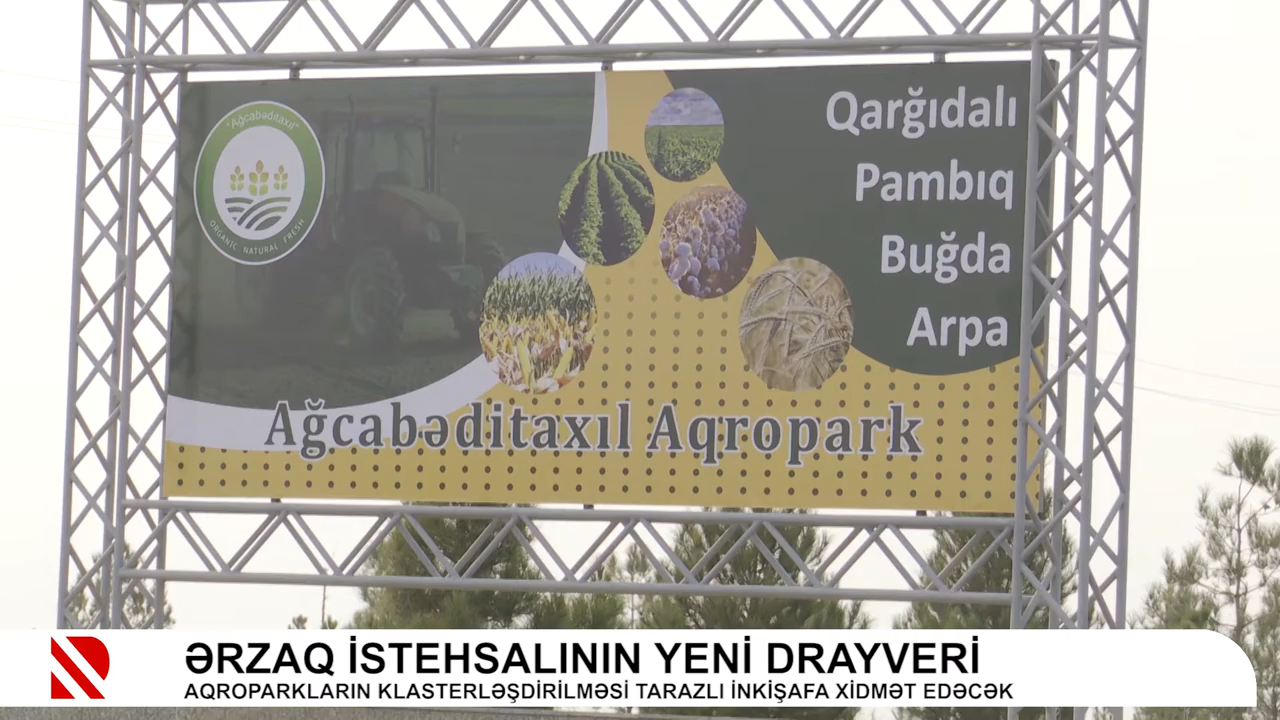 "Ağcabəditaxıl"
ORGANIC NATURAL FRESH
Qarğıdalı
Pambıq
Buğda
Arpa
Ağcabəditaxıl Aqropark
ƏRZAQ İSTEHSALININ YENİ DRAYVERİ
AQROPARKLARIN KLASTERLƏŞDİRİLMƏSİ TARAZLI İNKİŞAFA XİDMƏT EDƏCƏK